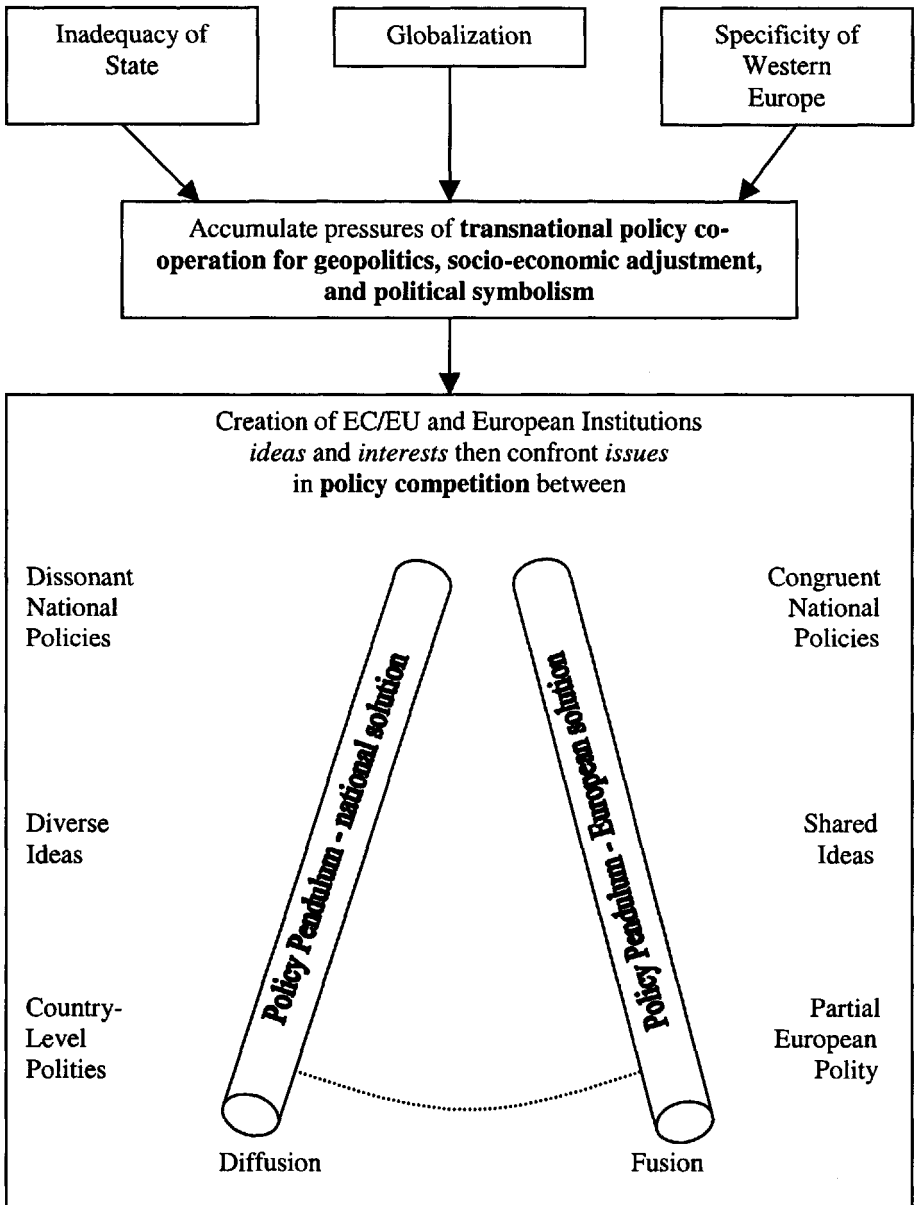 Inadequacy of
State
Globalization
Specificity of
Western
Europe
Accumulate pressures of transnational policy co-
operation for geopolitics, socio-economic adjustment,
and political symbolism
Creation of EC/EU and European Institutions
ideas and interests then confront issues
in policy competition between
Dissonant
National
Policies
Congruent
National
Policies
Policy Pendulum - national solution
Policy Pendulum - European solution
Diverse
Ideas
Shared
Ideas
Country-
Level
Polities
Partial
European
Polity
Diffusion
Fusion